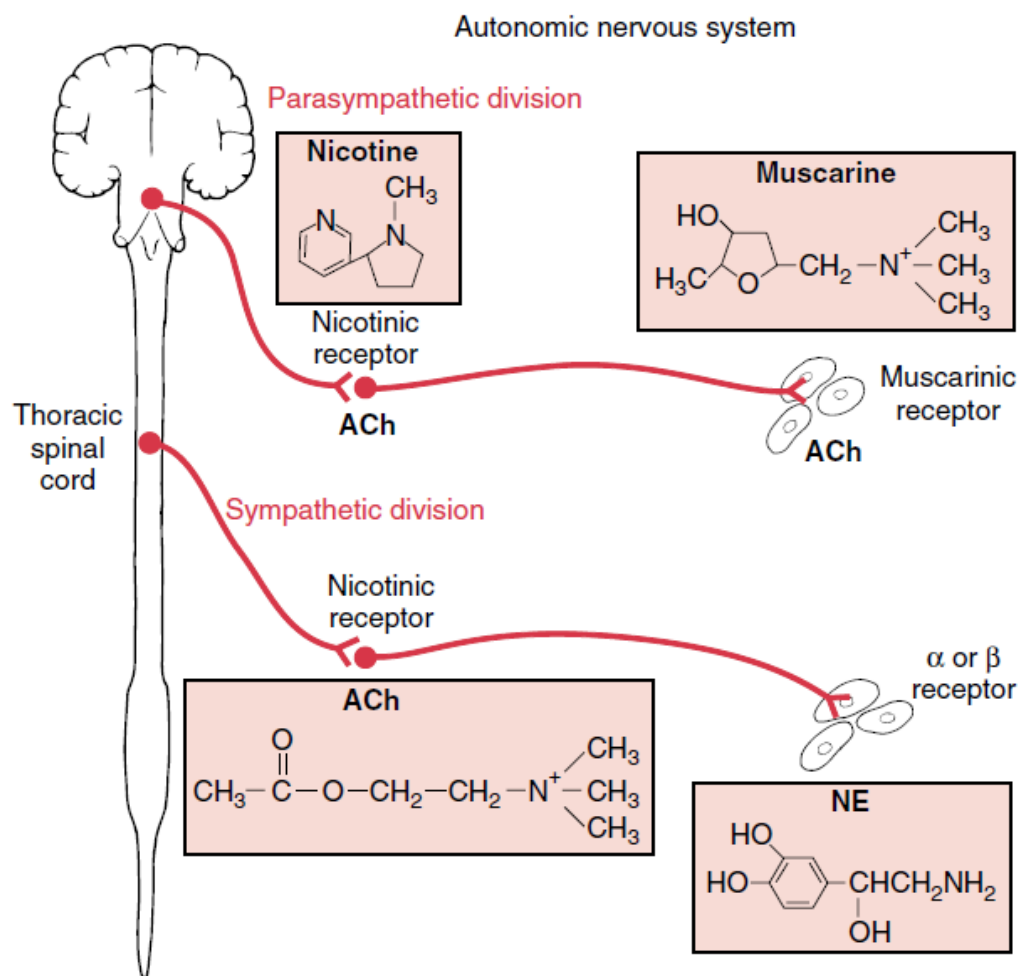 Autonomic nervous system
Parasympathetic division
Nicotine
CH₃
N
N
Muscarine
HO
H₃C
O
CH₂–N⁺–CH₃
CH₃
CH₃
Nicotinic
receptor
ACh
Muscarinic
receptor
ACh
Thoracic
spinal
cord
Sympathetic division
Nicotinic
receptor
ACh
O
CH₃–C–O–CH₂–CH₂–N⁺–CH₃
CH₃
CH₃
α or β
receptor
NE
HO
HO
CHCH₂NH₂
OH